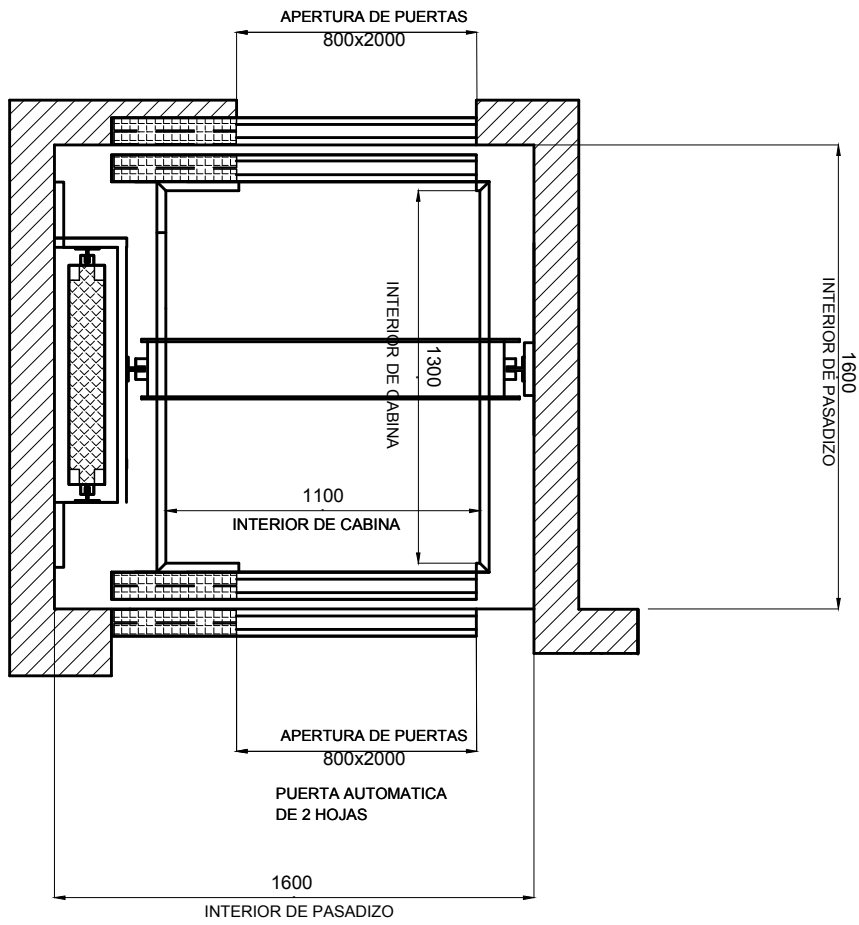 APERTURA DE PUERTAS
800x2000
INTERIOR DE CABINA
1300
1600
INTERIOR DE PASADIZO
1100
INTERIOR DE CABINA
APERTURA DE PUERTAS
800x2000
PUERTA AUTOMATICA
DE 2 HOJAS
1600
INTERIOR DE PASADIZO